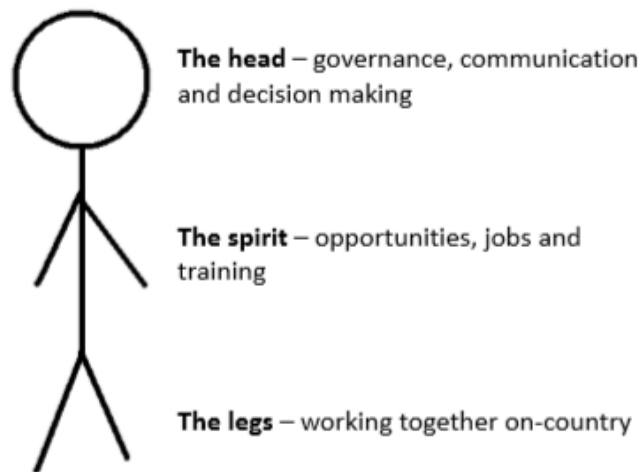 The head – governance, communication
and decision making
The spirit – opportunities, jobs and
training
The legs – working together on-country